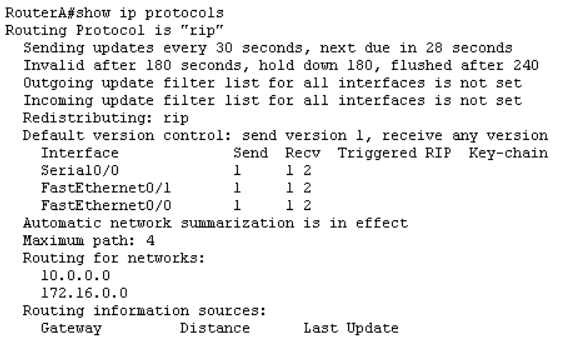 RouterA#show ip protocols
Routing Protocol is "rip"
Sending updates every 30 seconds, next due in 28 seconds
Invalid after 180 seconds, hold down 180, flushed after 240
Outgoing update filter list for all interfaces is not set
Incoming update filter list for all interfaces is not set
Redistributing: rip
Default version control: send version 1, receive any version
Interface Send Recv Triggered RIP Key-chain
Serial0/0 1 1 2
FastEthernet0/1 1 1 2
FastEthernet0/0 1 1 2
Automatic network summarization is in effect
Maximum path: 4
Routing for networks:
10.0.0.0
172.16.0.0
Routing information sources:
Gateway Distance Last Update